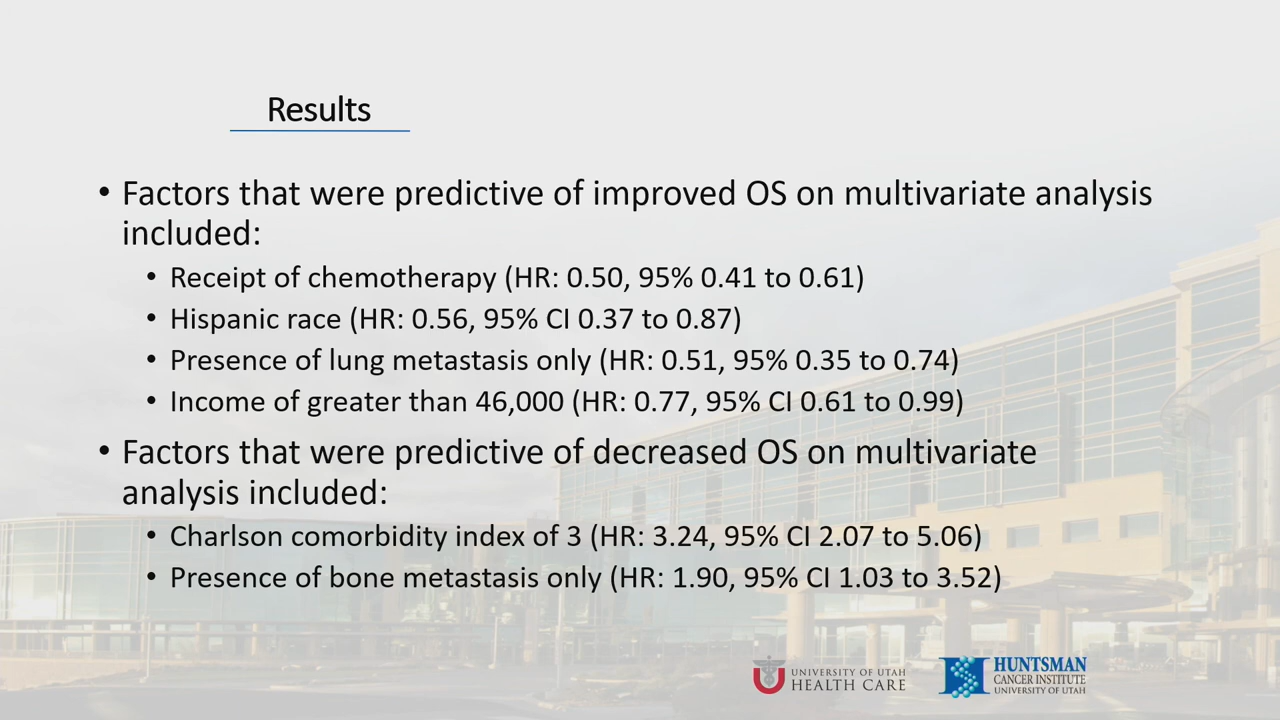 Results
• Factors that were predictive of improved OS on multivariate analysis
included:
• Receipt of chemotherapy (HR: 0.50, 95% 0.41 to 0.61)
• Hispanic race (HR: 0.56, 95% CI 0.37 to 0.87)
• Presence of lung metastasis only (HR: 0.51, 95% 0.35 to 0.74)
• Income of greater than 46,000 (HR: 0.77, 95% CI 0.61 to 0.99)
• Factors that were predictive of decreased OS on multivariate
analysis included:
• Charlson comorbidity index of 3 (HR: 3.24, 95% CI 2.07 to 5.06)
• Presence of bone metastasis only (HR: 1.90, 95% CI 1.03 to 3.52)
UNIVERSITY OF UTAH
HEALTH CARE
HUNTSMAN
CANCER INSTITUTE
UNIVERSITY OF UTAH